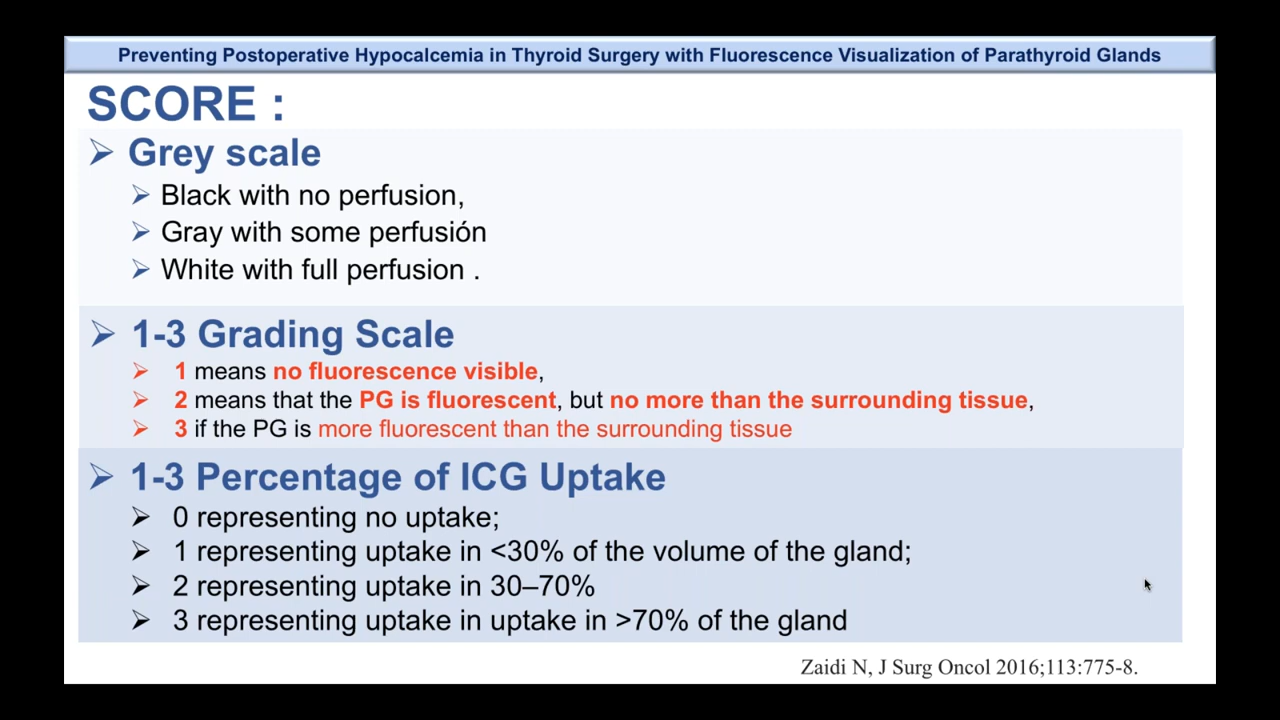 Preventing Postoperative Hypocalcemia in Thyroid Surgery with Fluorescence Visualization of Parathyroid Glands
SCORE :
Grey scale
Black with no perfusion,
Gray with some perfusión
White with full perfusion .
1-3 Grading Scale
1 means no fluorescence visible,
2 means that the PG is fluorescent, but no more than the surrounding tissue,
3 if the PG is more fluorescent than the surrounding tissue
1-3 Percentage of ICG Uptake
0 representing no uptake;
1 representing uptake in <30% of the volume of the gland;
2 representing uptake in 30–70%
3 representing uptake in uptake in >70% of the gland
Zaidi N, J Surg Oncol 2016;113:775-8.